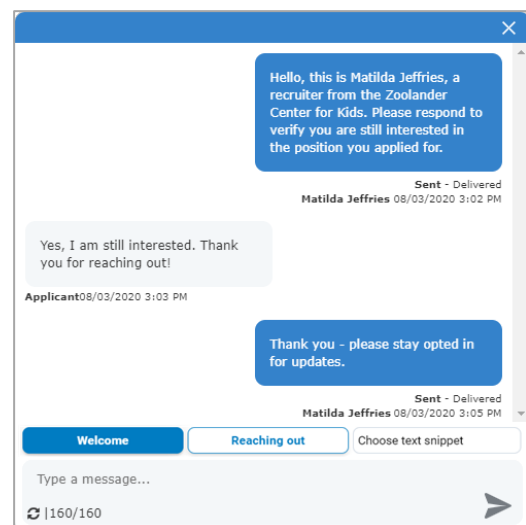 Hello, this is Matilda Jeffries, a
recruiter from the Zoolander
Center for Kids. Please respond to
verify you are still interested in
the position you applied for.
Sent - Delivered
Matilda Jeffries 08/03/2020 3:02 PM
Yes, I am still interested. Thank
you for reaching out!
Applicant08/03/2020 3:03 PM
Thank you - please stay opted in
for updates.
Sent - Delivered
Matilda Jeffries 08/03/2020 3:05 PM
Welcome Reaching out Choose text snippet
Type a message...
|160/160